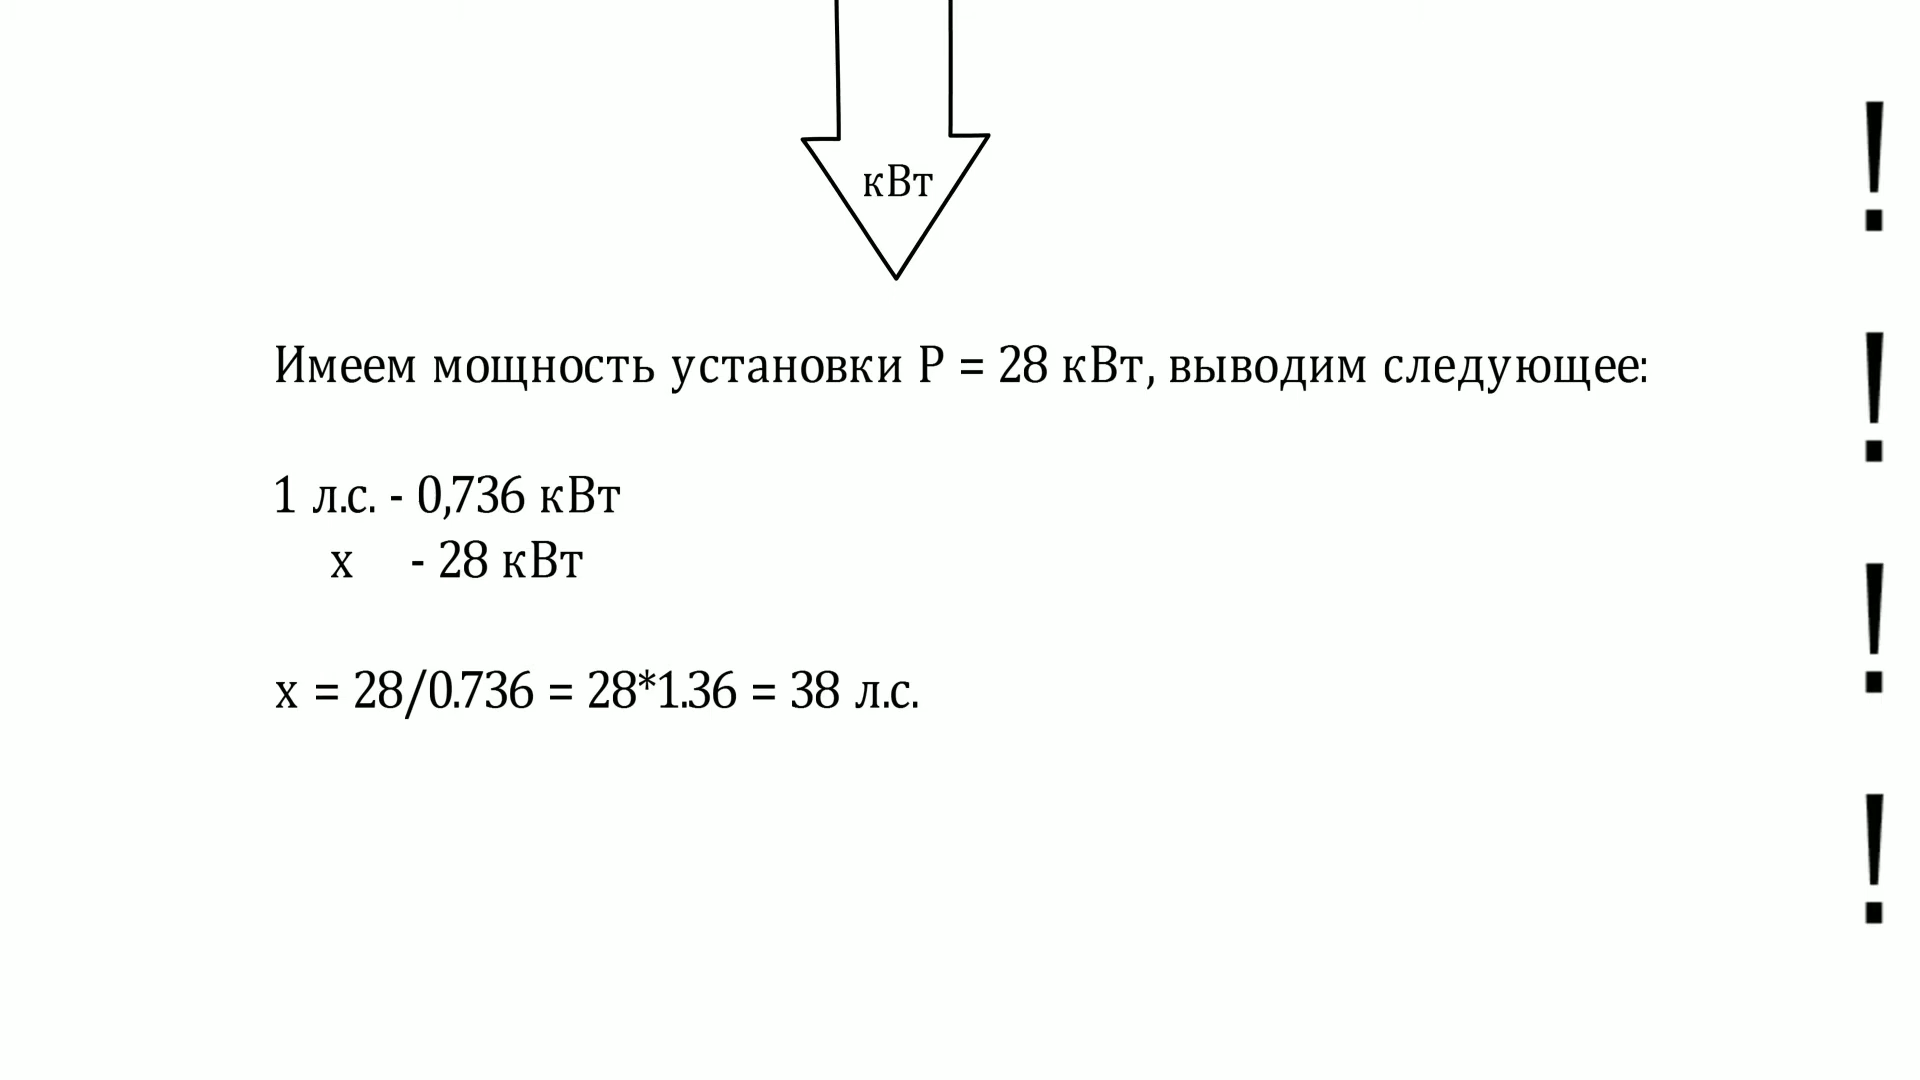 кВт
Имеем мощность установки P = 28 кВт, выводим следующее:
1 л.с. - 0,736 кВт
x - 28 кВт
x = 28/0.736 = 28*1.36 = 38 л.с.
!
!
!
!